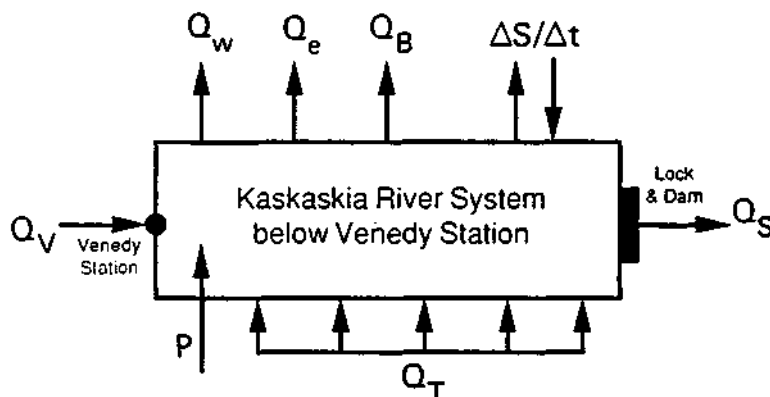 Q_w Q_e Q_B ΔS/Δt
Kaskaskia River System
below Venedy Station
Lock
& Dam
Q_V
Venedy
Station
Q_S
P
Q_T